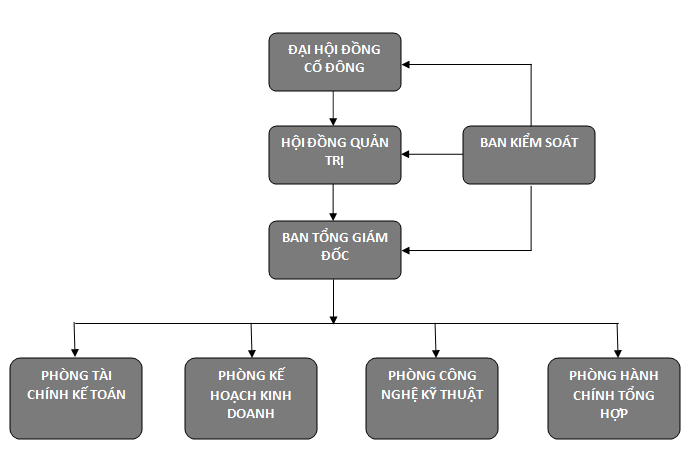 ĐẠI HỘI ĐỒNG
CỔ ĐÔNG
HỘI ĐỒNG QUẢN
TRỊ
BAN KIỂM SOÁT
BAN TỔNG GIÁM
ĐỐC
PHÒNG TÀI
CHÍNH KẾ TOÁN
PHÒNG KẾ
HOẠCH KINH
DOANH
PHÒNG CÔNG
NGHỆ KỸ THUẬT
PHÒNG HÀNH
CHÍNH TỔNG
HỢP